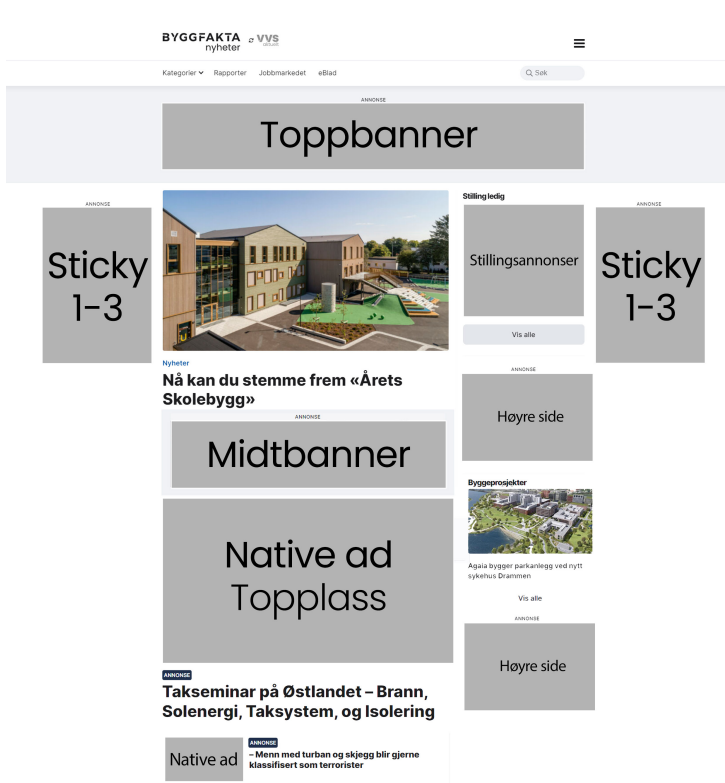 BYGGFAKTA
nyheter
VVS
aktuelt
Kategorier Rapporter Jobbmarkedet eBlad
Søk
ANNONSE
Toppbanner
ANNONSE
Sticky
1-3
Nyheter
Nå kan du stemme frem «Årets
Skolebygg»
ANNONSE
Midtbanner
Native ad
Topplass
ANNONSE
Takseminar på Østlandet – Brann,
Solenergi, Taksystem, og Isolering
Native ad
ANNONSE
– Menn med turban og skjegg blir gjerne
klassifisert som terrorister
Stilling ledig
Stillingsannonser
Vis alle
ANNONSE
Høyre side
Byggeprosjekter
Agaia bygger parkanlegg ved nytt
sykehus Drammen
Vis alle
ANNONSE
Høyre side
ANNONSE
Sticky
1-3